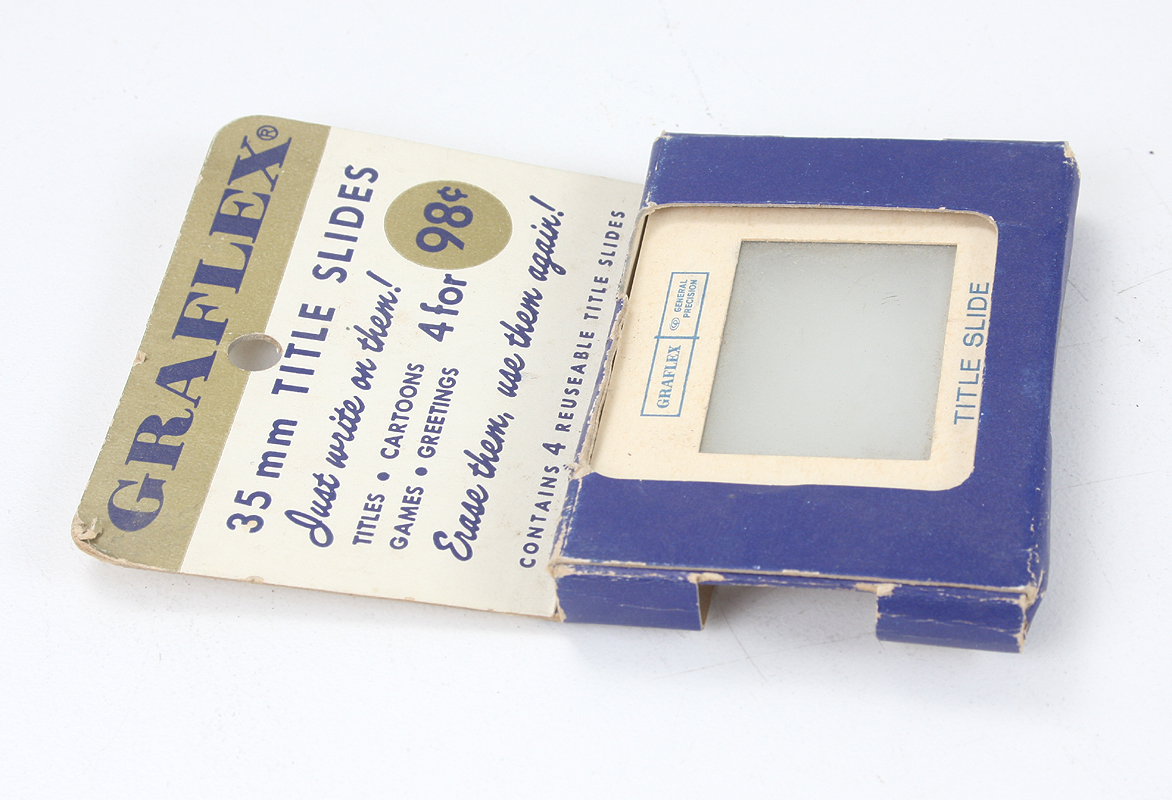 GRAFLEX®
35 mm TITLE SLIDES
Just write on them!
TITLES • CARTOONS
GAMES • GREETINGS
4 for 98¢
Erase them, use them again!
CONTAINS 4 REUSEABLE TITLE SLIDES
GRAFLEX
GENERAL
PRECISION
TITLE SLIDE